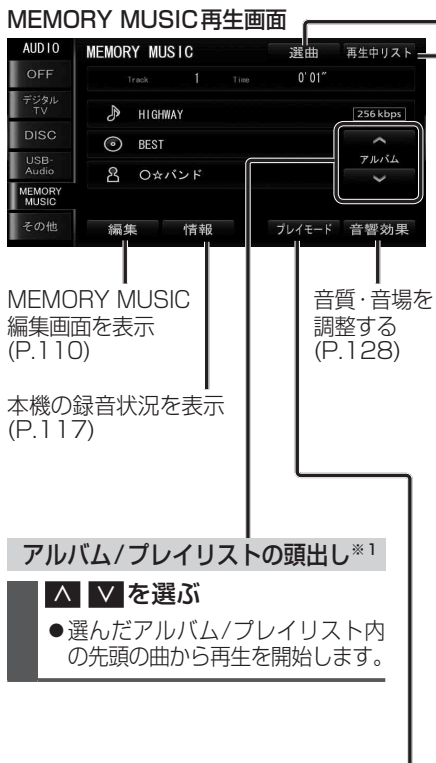 MEMORY MUSIC再生画面
AUDIO
MEMORY MUSIC
選曲
再生中リスト
OFF
Track 1 Time 0'01"
デジタル
TV
HIGHWAY
256 kbps
DISC
BEST
アルバム
USB-
Audio
○☆バンド
MEMORY
MUSIC
その他
編集
情報
プレイモード
音響効果
MEMORY MUSIC
編集画面を表示
(P.110)
音質・音場を
調整する
(P.128)
本機の録音状況を表示
(P.117)
アルバム/プレイリストの頭出し※1
∧ ∨ を選ぶ
●選んだアルバム/プレイリスト内
の先頭の曲から再生を開始します。